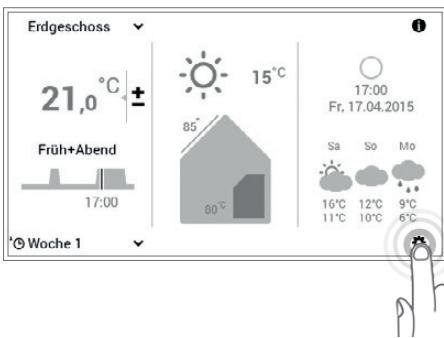 Erdgeschoss
21,0 °C ±
Früh+Abend
17:00
Woche 1
15°C
85°
80°C
17:00
Fr, 17.04.2015
Sa So Mo
16°C 12°C 9°C
11°C 10°C 6°C